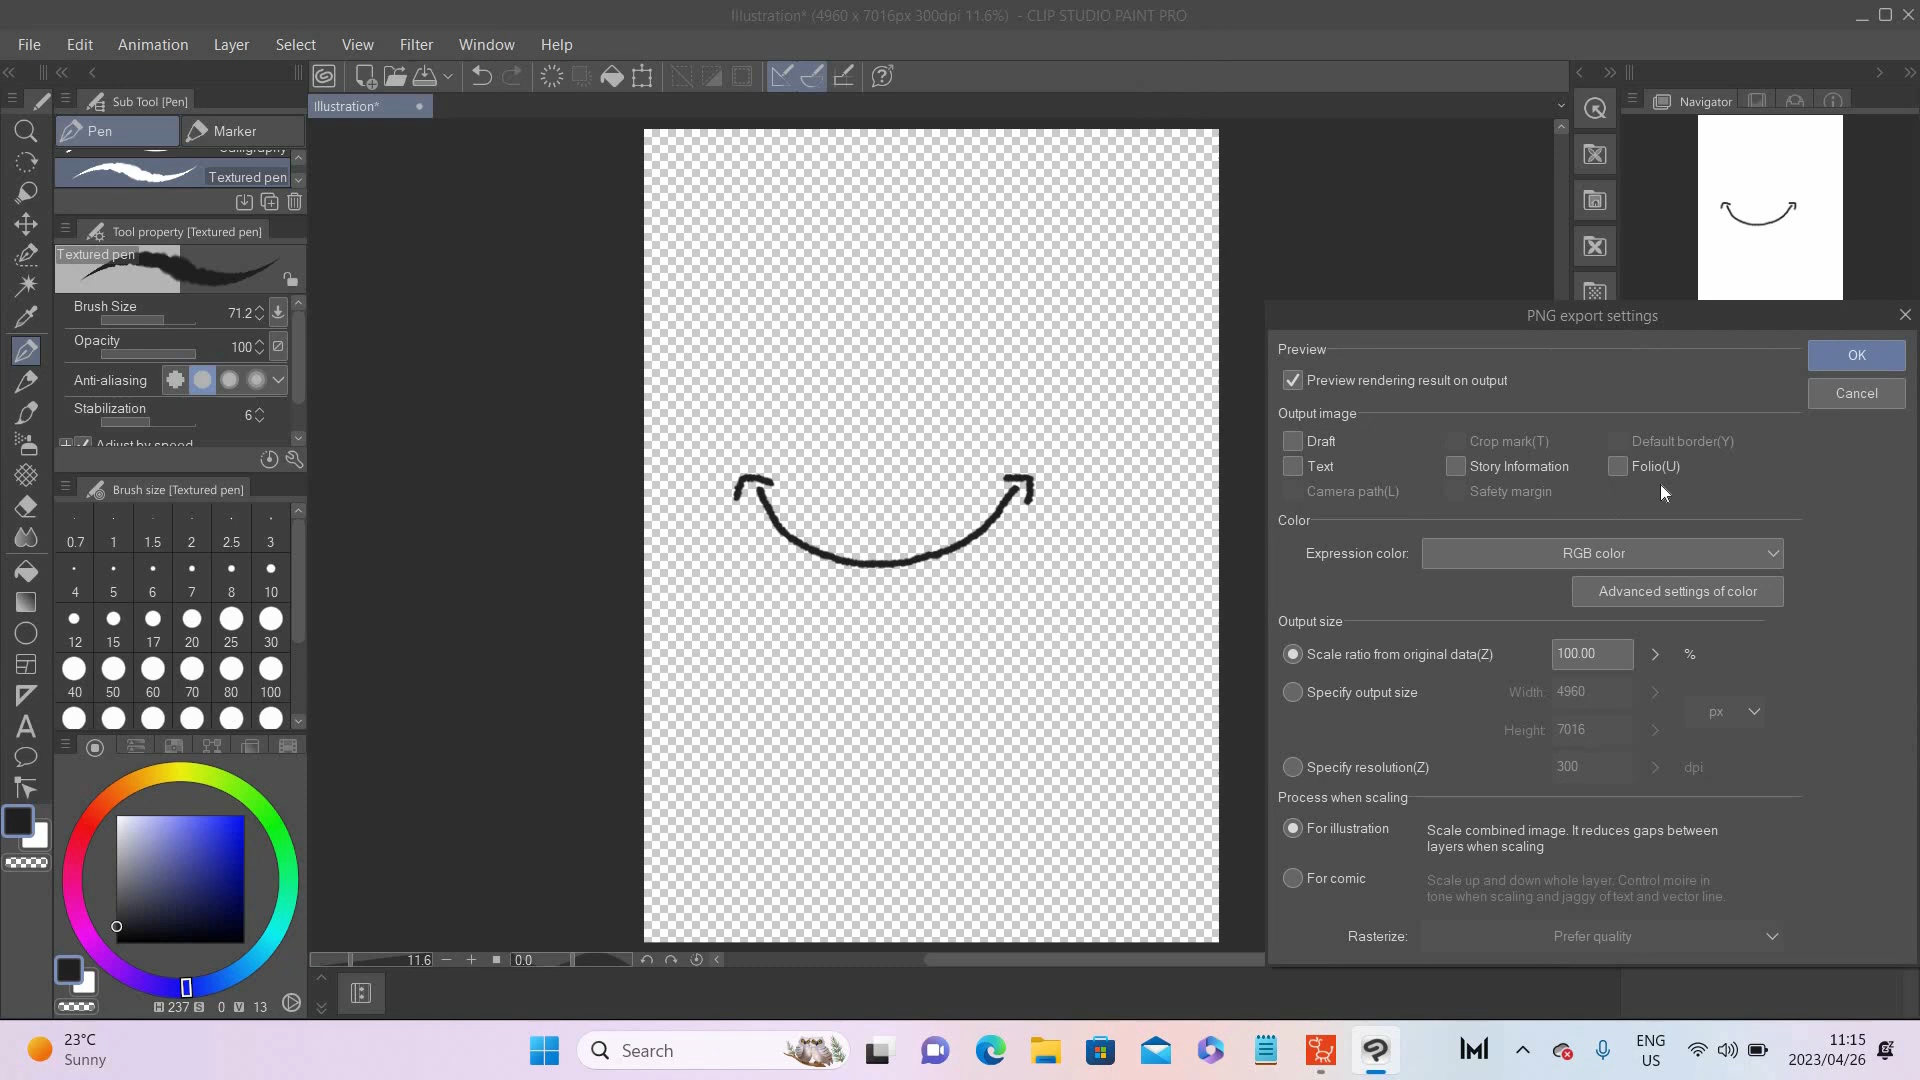 Illustration* (4960 x 7016px 300dpi 11.6%) - CLIP STUDIO PAINT PRO
File Edit Animation Layer Select View Filter Window Help
Sub Tool [Pen]
Illustration*
Navigator
Pen Marker
Calligraphy
Textured pen
Tool property [Textured pen]
Textured pen
Brush Size 71.2
Opacity 100
Anti-aliasing
Stabilization 6
Adjust by speed
Brush size [Textured pen]
0.7 1 1.5 2 2.5 3
4 5 6 7 8 10
12 15 17 20 25 30
40 50 60 70 80 100
H 237 S 0 V 13
11.6 0.0
PNG export settings
Preview
OK
Preview rendering result on output
Cancel
Output image
Draft Crop mark(T) Default border(Y)
Text Story Information Folio(U)
Camera path(L) Safety margin
Color
Expression color: RGB color
Advanced settings of color
Output size
Scale ratio from original data(Z) 100.00 %
Specify output size Width: 4960
px
Height: 7016
Specify resolution(Z) 300 dpi
Process when scaling
For illustration Scale combined image. It reduces gaps between
layers when scaling
For comic Scale up and down whole layer. Control moire in
tone when scaling and jaggy of text and vector line.
Rasterize: Prefer quality
23°C
Sunny
Search
ENG
US
11:15
2023/04/26